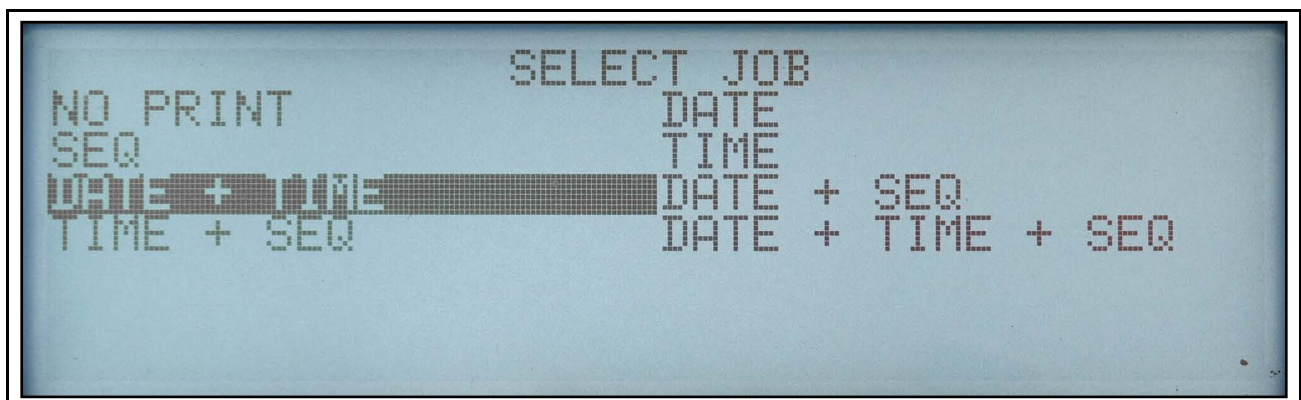 SELECT JOB
NO PRINT DATE
SEQ TIME
DATE + TIME DATE + SEQ
TIME + SEQ DATE + TIME + SEQ